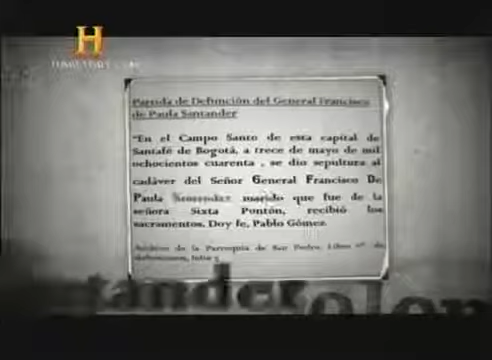 H
Partida de Defunción del General Francisco
de Paula Santander
"En el Campo Santo de esta capital de
Santafé de Bogotá, a trece de mayo de mil
ochocientos cuarenta , se dio sepultura al
cadáver del Señor General Francisco De
Paula Santander marido que fue de la
señora Sixta Pontón, recibió los
sacramentos. Doy fe, Pablo Gómez.
Archivo de la Parroquia de San Pedro. Libro
de defunciones, folio
tander
olom